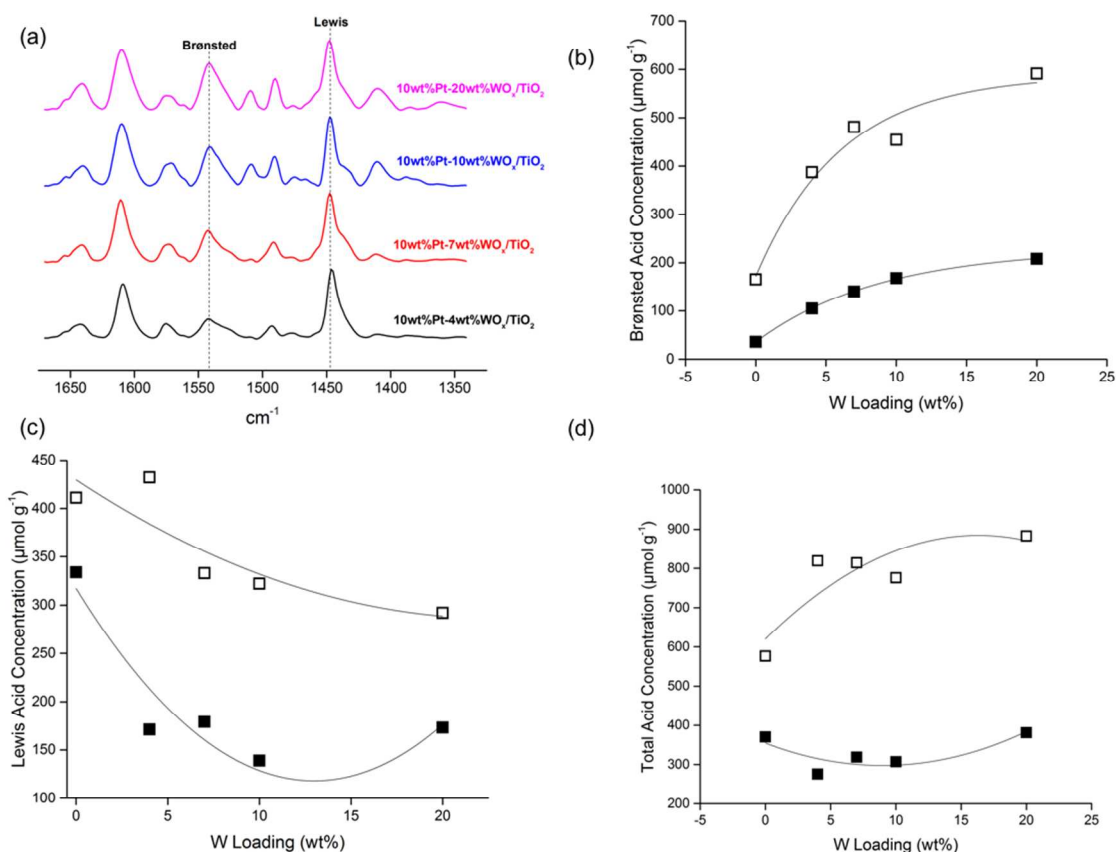 (a)
Brønsted
Lewis
10wt%Pt-20wt%WOₓ/TiO₂
10wt%Pt-10wt%WOₓ/TiO₂
10wt%Pt-7wt%WOₓ/TiO₂
10wt%Pt-4wt%WOₓ/TiO₂
1650 1600 1550 1500 1450 1400 1350
cm⁻¹
(b)
Brønsted Acid Concentration (µmol g⁻¹)
700
600
500
400
300
200
100
0
-5 0 5 10 15 20
W Loading (wt%)
(c)
Lewis Acid Concentration (µmol g⁻¹)
450
400
350
300
250
200
150
100
0 5 10 15 20
W Loading (wt%)
(d)
Total Acid Concentration (µmol g⁻¹)
1000
900
800
700
600
500
400
300
200
-5 0 5 10 15 20
W Loading (wt%)